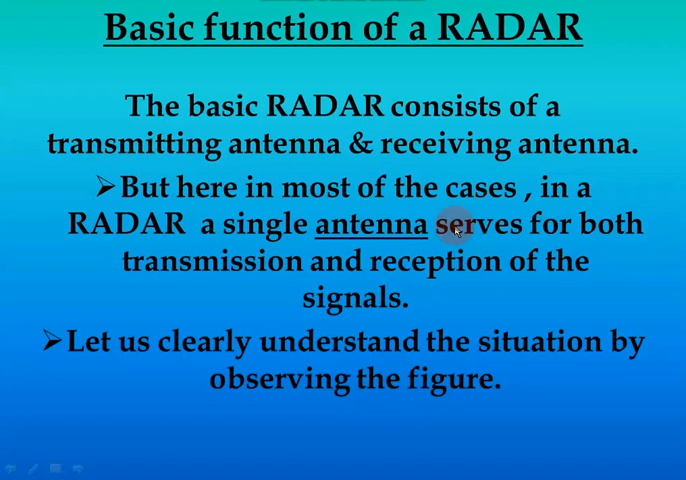 Basic function of a RADAR
The basic RADAR consists of a
transmitting antenna & receiving antenna.
➢But here in most of the cases , in a
RADAR a single antenna serves for both
transmission and reception of the
signals.
➢Let us clearly understand the situation by
observing the figure.